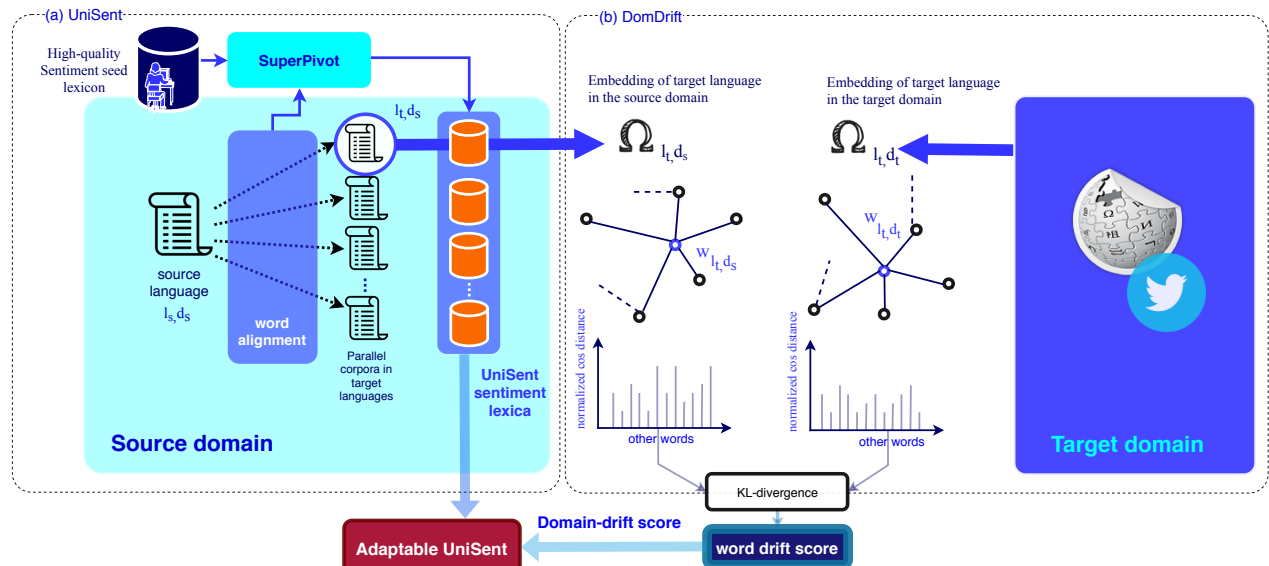 (a) UniSent
(b) DomDrift
High-quality
Sentiment seed
lexicon
SuperPivot
l_t,d_s
source
language
l_s,d_s
word
alignment
Parallel
corpora in
target
languages
UniSent
sentiment
lexica
Source domain
Embedding of target language
in the source domain
Embedding of target language
in the target domain
Ω l_t,d_s
Ω l_t,d_t
w l_t,d_s
w l_t,d_t
normalized cos distance
other words
normalized cos distance
other words
Target domain
KL-divergence
Domain-drift score
word drift score
Adaptable UniSent